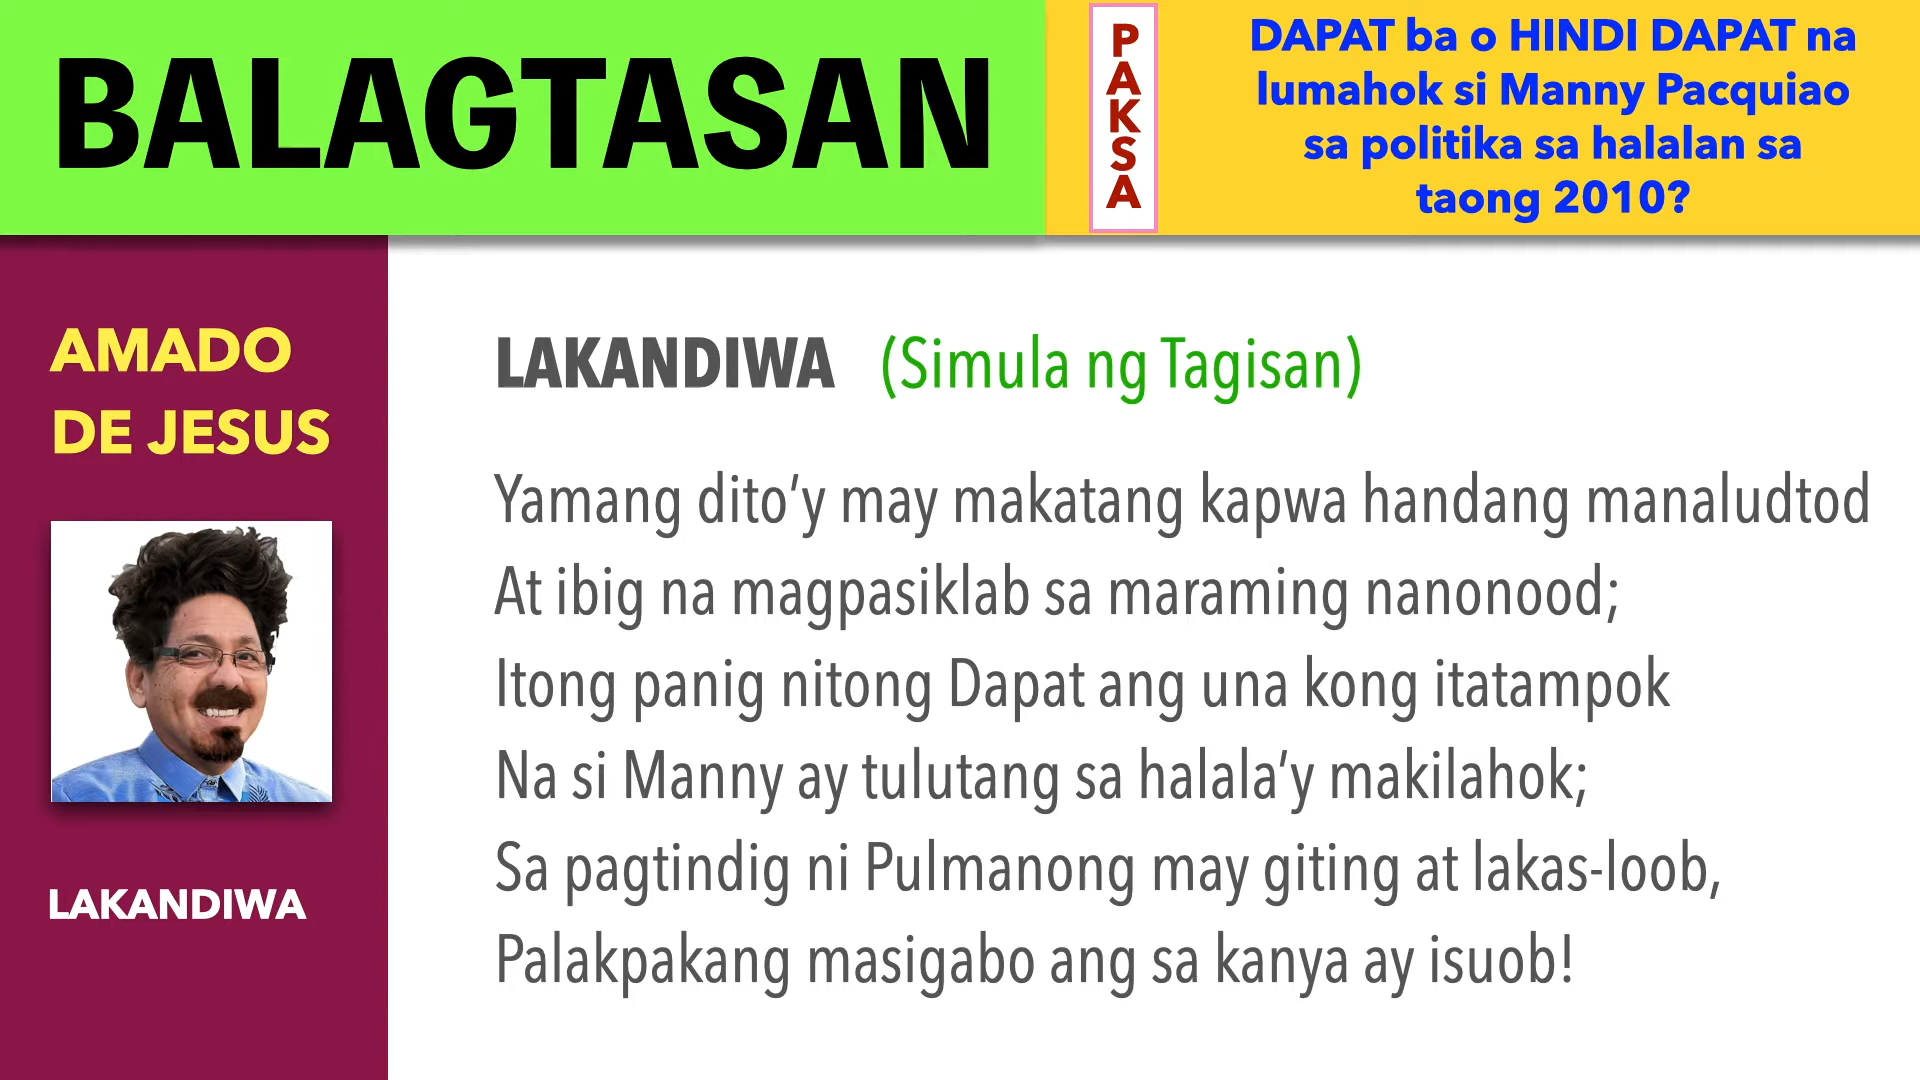 BALAGTASAN
PAKSA
DAPAT ba o HINDI DAPAT na
lumahok si Manny Pacquiao
sa politika sa halalan sa
taong 2010?
AMADO
DE JESUS
LAKANDIWA
LAKANDIWA (Simula ng Tagisan)
Yamang dito’y may makatang kapwa handang manaludtod
At ibig na magpasiklab sa maraming nanonood;
Itong panig nitong Dapat ang una kong itatampok
Na si Manny ay tulutang sa halala’y makilahok;
Sa pagtindig ni Pulmanong may giting at lakas-loob,
Palakpakang masigabo ang sa kanya ay isuob!